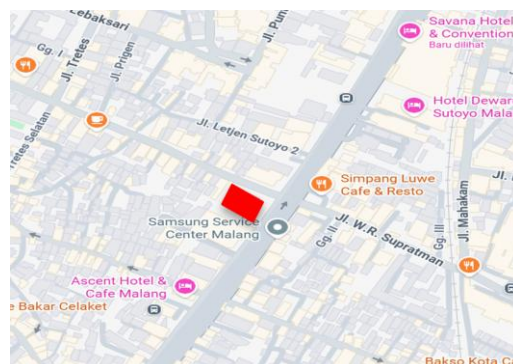 Lebaksari
Gg. I
Jl. Tretes
Jl. Prigen
Savana Hotel
& Convention
Baru dilihat
Hotel Dewar
Sutoyo Mala
Tretes Selatan
Jl. Letjen Sutoyo 2
Simpang Luwe
Cafe & Resto
Samsung Service
Center Malang
Jl. W.R. Supratman
Gg. II
Gg. III
Jl. Mahakam
Ascent Hotel &
Cafe Malang
e Bakar Celaket
Bakso Kota C